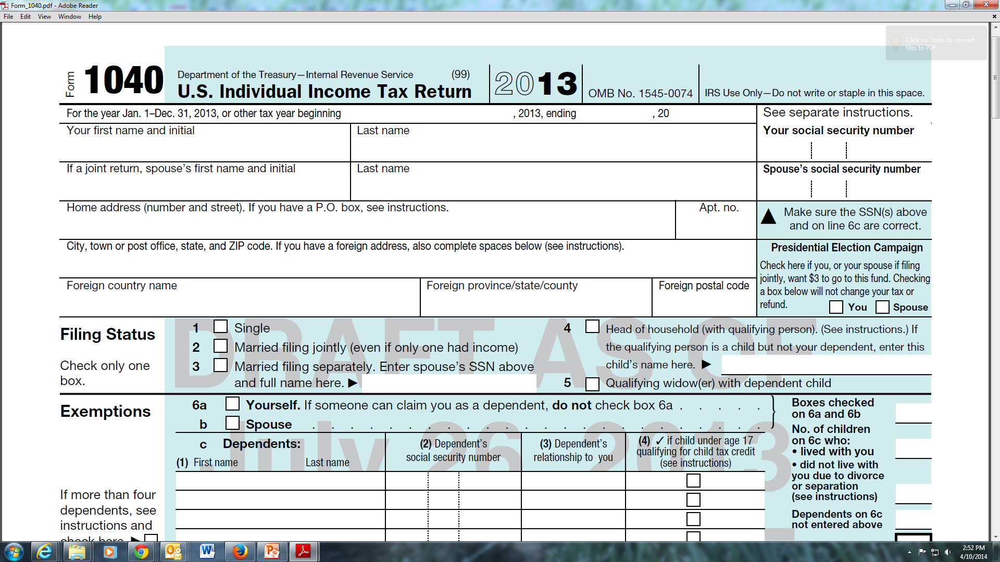 Form_1040.pdf - Adobe Reader
File Edit View Window Help
Click on Tools to convert
files to PDF.
Form 1040
Department of the Treasury—Internal Revenue Service (99)
U.S. Individual Income Tax Return
2013
OMB No. 1545-0074
IRS Use Only—Do not write or staple in this space.
For the year Jan. 1–Dec. 31, 2013, or other tax year beginning , 2013, ending , 20
See separate instructions.
Your first name and initial
Last name
Your social security number
If a joint return, spouse's first name and initial
Last name
Spouse's social security number
Home address (number and street). If you have a P.O. box, see instructions.
Apt. no.
▲ Make sure the SSN(s) above
and on line 6c are correct.
City, town or post office, state, and ZIP code. If you have a foreign address, also complete spaces below (see instructions).
Presidential Election Campaign
Check here if you, or your spouse if filing
jointly, want $3 to go to this fund. Checking
a box below will not change your tax or
refund. You Spouse
Foreign country name
Foreign province/state/county
Foreign postal code
DRAFT AS OF
July 26, 2013
Filing Status
Check only one
box.
1 Single
2 Married filing jointly (even if only one had income)
3 Married filing separately. Enter spouse's SSN above
and full name here. ▶
4 Head of household (with qualifying person). (See instructions.) If
the qualifying person is a child but not your dependent, enter this
child's name here. ▶
5 Qualifying widow(er) with dependent child
Exemptions
6a Yourself. If someone can claim you as a dependent, do not check box 6a . . . . .
b Spouse . . . . . . . . . . . . . . . . . . . . . . . .
c Dependents:
(1) First name Last name
(2) Dependent's
social security number
(3) Dependent's
relationship to you
(4) ✓ if child under age 17
qualifying for child tax credit
(see instructions)
If more than four
dependents, see
instructions and
check here ▶
Boxes checked
on 6a and 6b
No. of children
on 6c who:
• lived with you
• did not live with
you due to divorce
or separation
(see instructions)
Dependents on 6c
not entered above
2:52 PM
4/10/2014